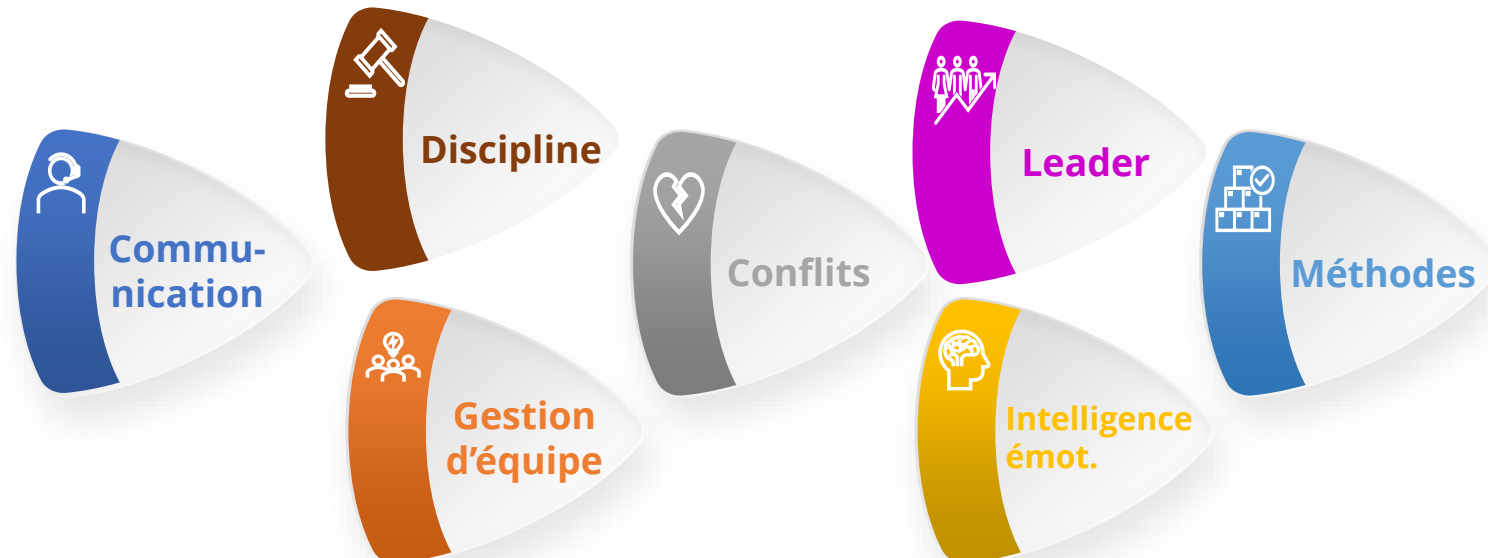 Commu-
nication
Discipline
Gestion
d’équipe
Conflits
Leader
Intelligence
émot.
Méthodes